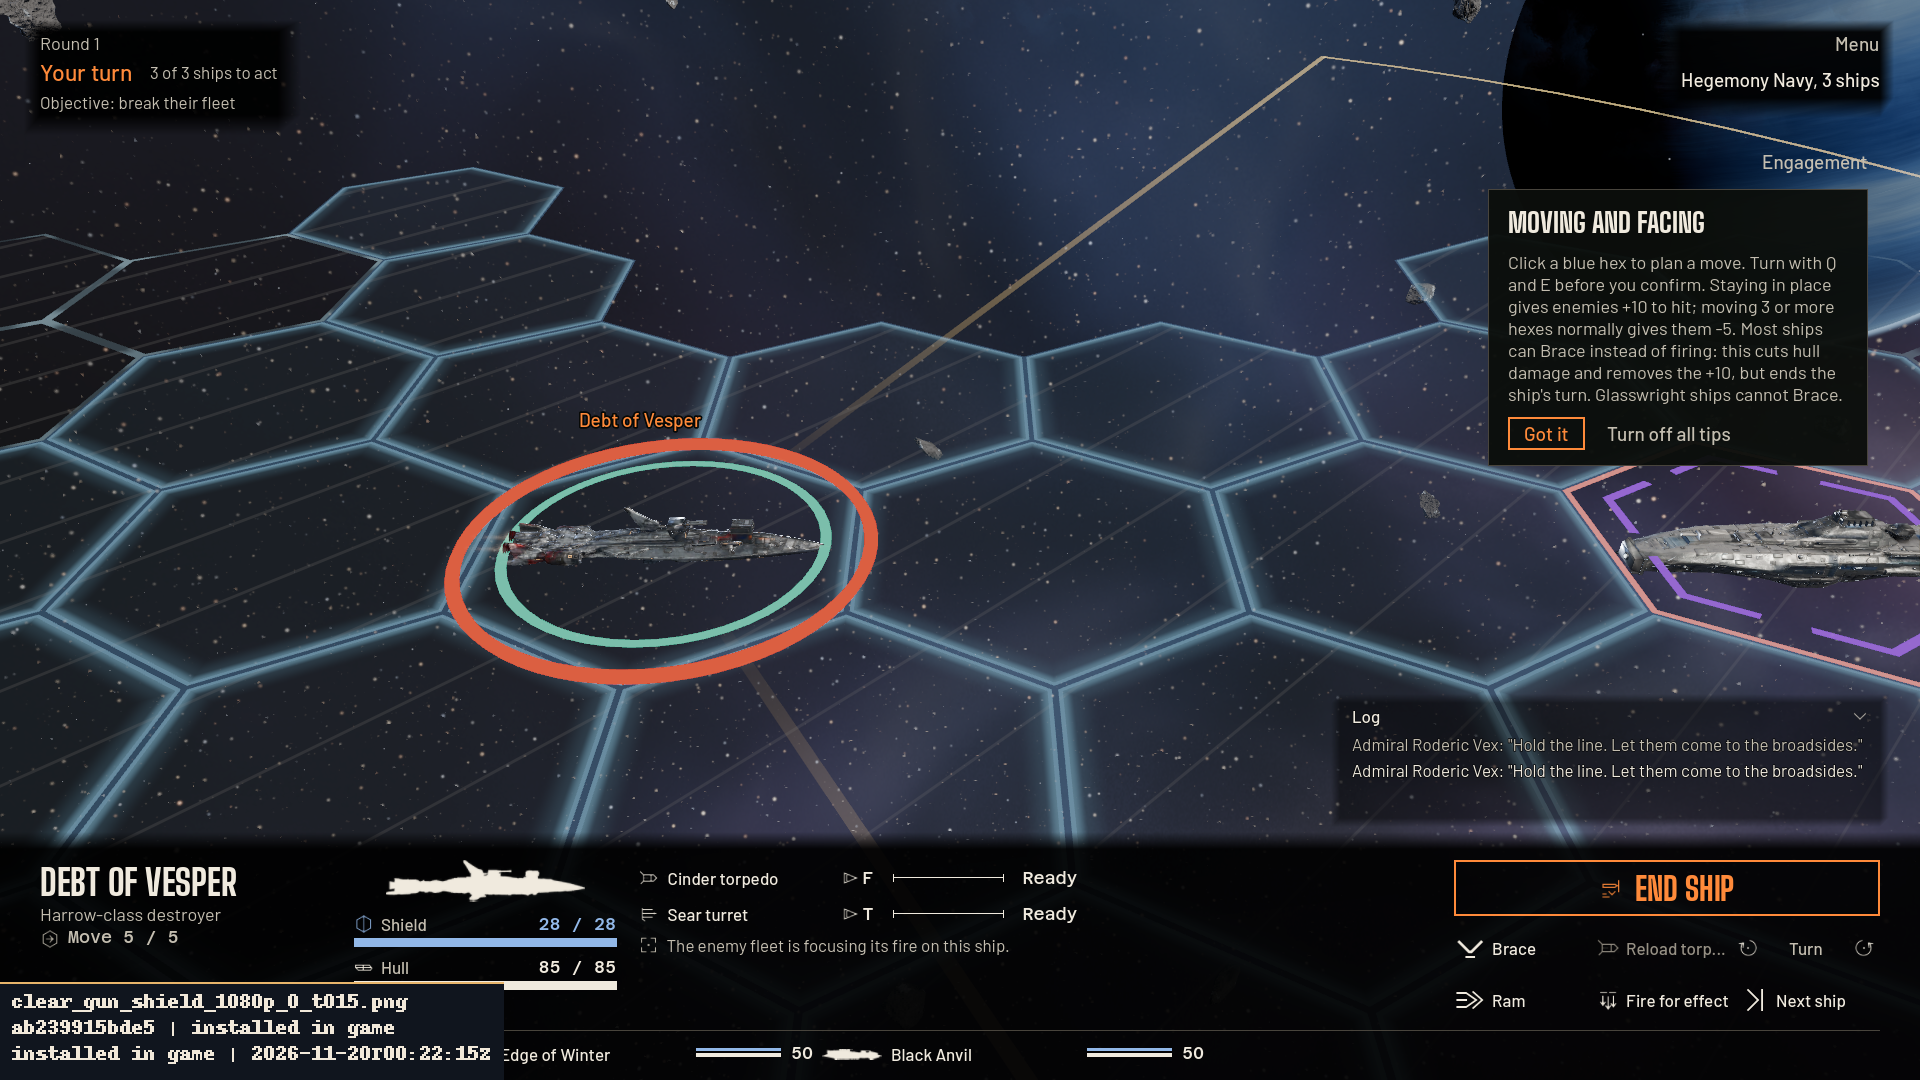 Round 1
Your turn 3 of 3 ships to act
Objective: break their fleet
Menu
Hegemony Navy, 3 ships
Engagement
MOVING AND FACING
Click a blue hex to plan a move. Turn with Q
and E before you confirm. Staying in place
gives enemies +10 to hit; moving 3 or more
hexes normally gives them -5. Most ships
can Brace instead of firing: this cuts hull
damage and removes the +10, but ends the
ship's turn. Glasswright ships cannot Brace.
Got it Turn off all tips
Debt of Vesper
Log
Admiral Roderic Vex: "Hold the line. Let them come to the broadsides."
Admiral Roderic Vex: "Hold the line. Let them come to the broadsides."
DEBT OF VESPER
Harrow-class destroyer
Move 5 / 5
Shield 28 / 28
Hull 85 / 85
Cinder torpedo F Ready
Sear turret T Ready
The enemy fleet is focusing its fire on this ship.
END SHIP
Brace Reload torp... Turn
Ram Fire for effect Next ship
clear_gun_shield_1080p_0_t015.png
ab239915bde5 | installed in game
installed in game | 2026-11-20T00:22:15Z
Edge of Winter 50 Black Anvil 50